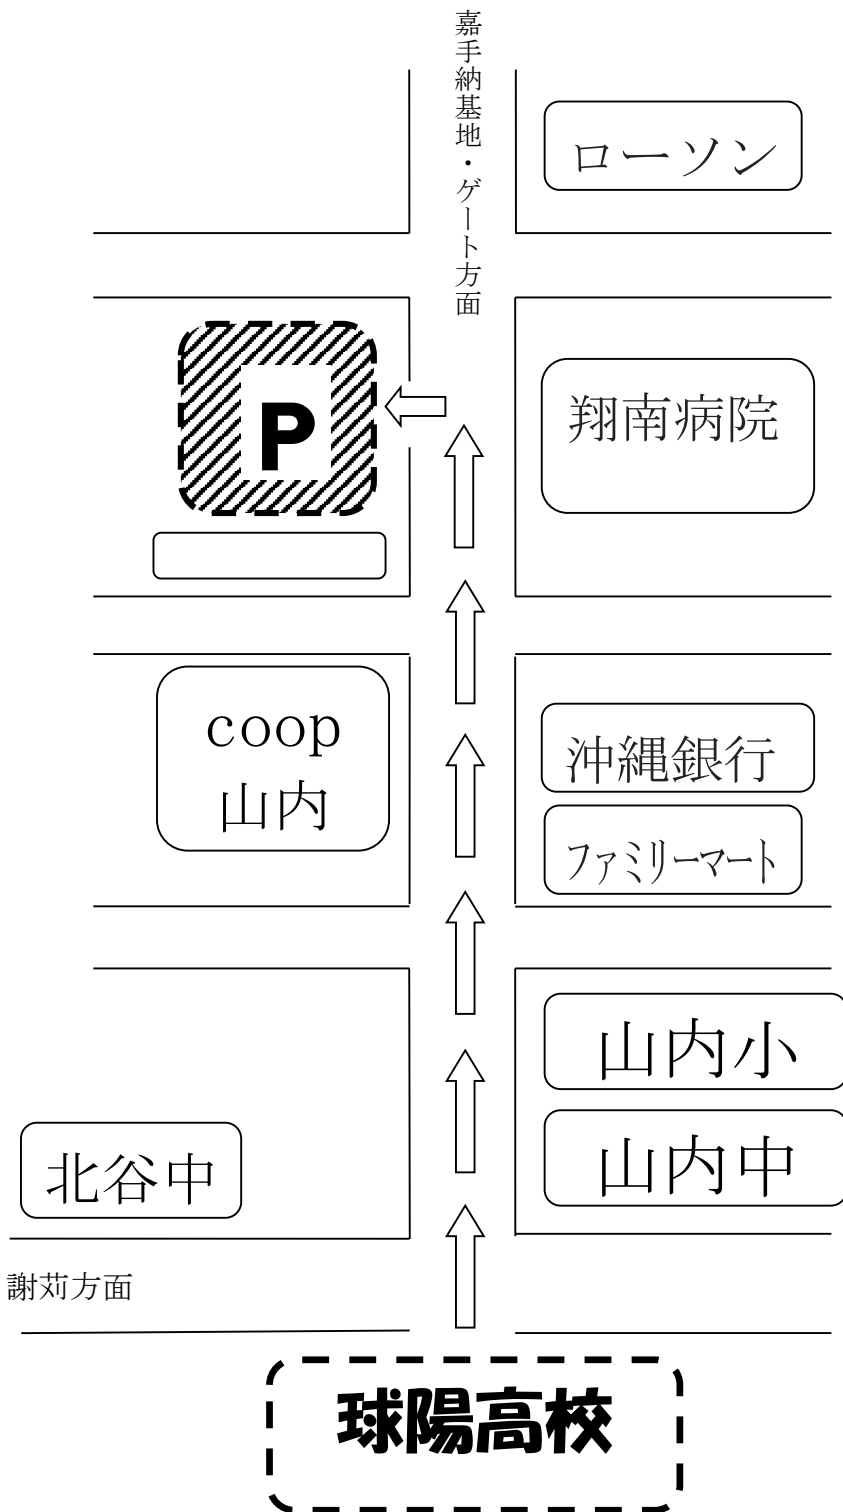 嘉手納基地・ゲート方面
ローソン
P
翔南病院
coop
山内
沖縄銀行
ファミリーマート
山内小
山内中
北谷中
謝苅方面
球陽高校